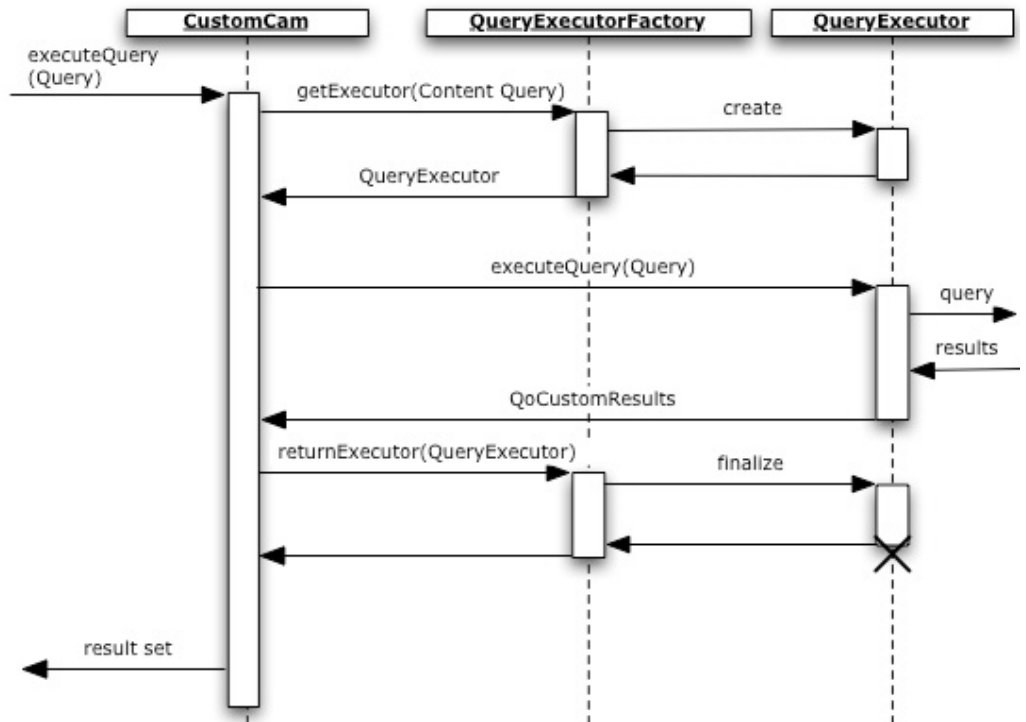 CustomCam
QueryExecutorFactory
QueryExecutor
executeQuery
(Query)
getExecutor(Content Query)
create
QueryExecutor
executeQuery(Query)
query
results
QoCustomResults
returnExecutor(QueryExecutor)
finalize
result set